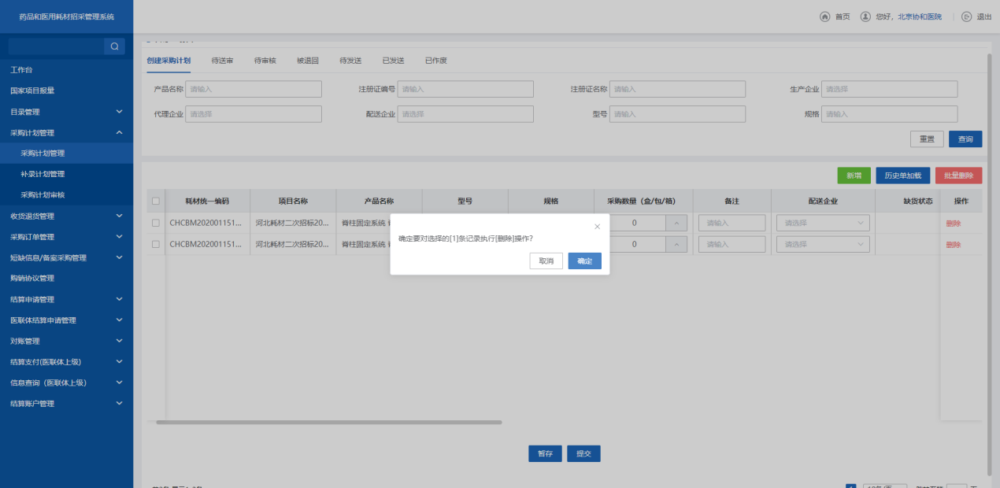 药品和医用耗材招采管理系统
首页
您好，北京协和医院
退出
工作台
国家项目报量
目录管理
采购计划管理
采购计划管理
补录计划管理
采购计划审核
收货退货管理
采购订单管理
短缺信息/备案采购管理
购销协议管理
结算申请管理
医联体结算申请管理
对账管理
结算支付(医联体上级)
信息查询（医联体上级）
结算账户管理
创建采购计划 待送审 待审核 被退回 待发送 已发送 已作废
产品名称 请输入 注册证编号 请输入 注册证名称 请输入 生产企业 请选择
代理企业 请选择 配送企业 请选择 型号 请输入 规格 请输入
重置 查询
新增 历史单加载 批量删除
耗材统一编码 项目名称 产品名称 型号 规格 采购数量（盒/包/箱） 备注 配送企业 缺货状态 操作
CHCBM202001151... 河北耗材二次招标20... 脊柱固定系统 0 请输入 请选择 删除
CHCBM202001151... 河北耗材二次招标20... 脊柱固定系统 0 请输入 请选择 删除
确定要对选择的[1]条记录执行[删除]操作?
取消 确定
暂存 提交